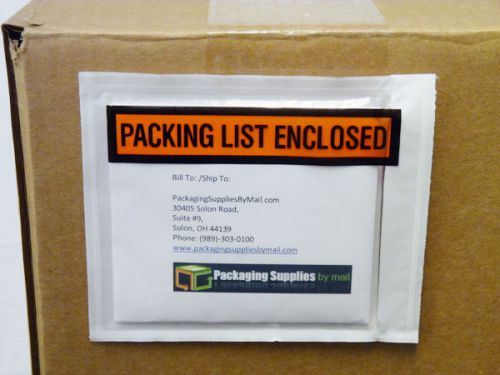 PACKING LIST ENCLOSED
Bill To: /Ship To:
PackagingSuppliesByMail.com
30405 Solon Road,
Suite #9,
Solon, OH 44139
Phone: (989)-303-0100
www.packagingsuppliesbymail.com
Packaging Supplies by mail